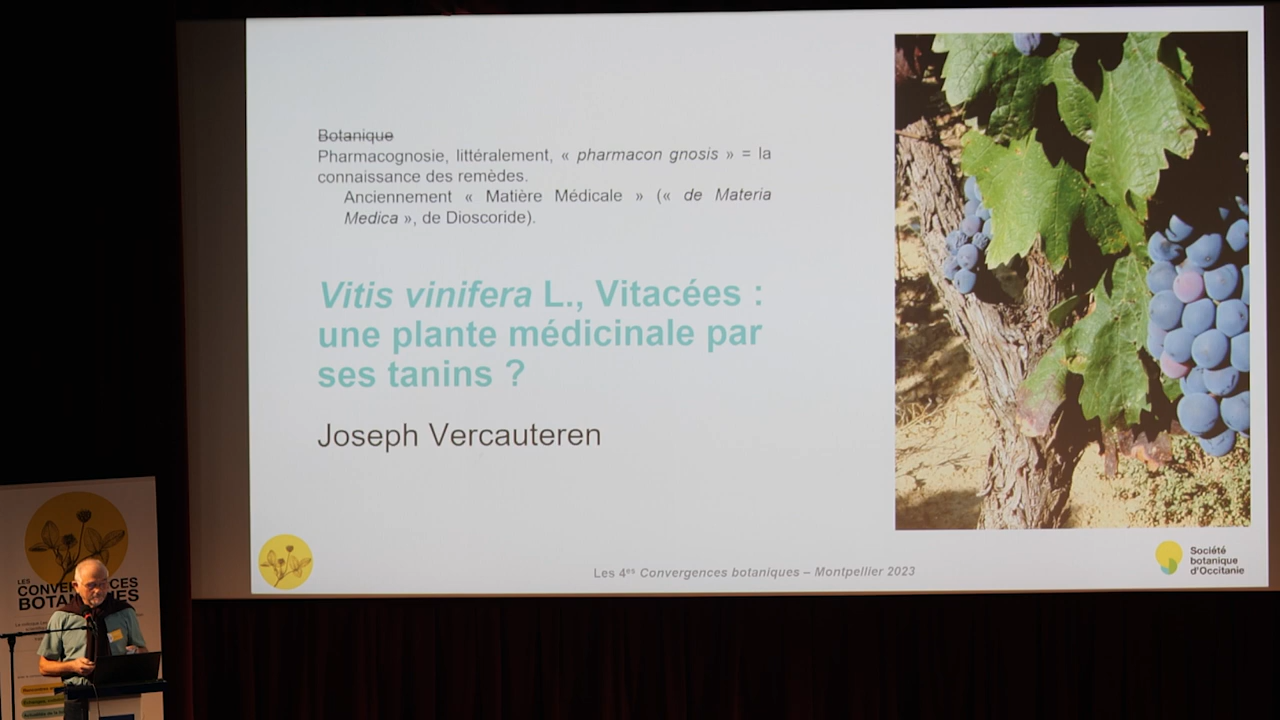 Botanique
Pharmacognosie, littéralement, « pharmacon gnosis » = la
connaissance des remèdes.
Anciennement « Matière Médicale » (« de Materia
Medica », de Dioscoride).
Vitis vinifera L., Vitacées :
une plante médicinale par
ses tanins ?
Joseph Vercauteren
Les 4es Convergences botaniques – Montpellier 2023
Société
botanique
d'Occitanie
LES